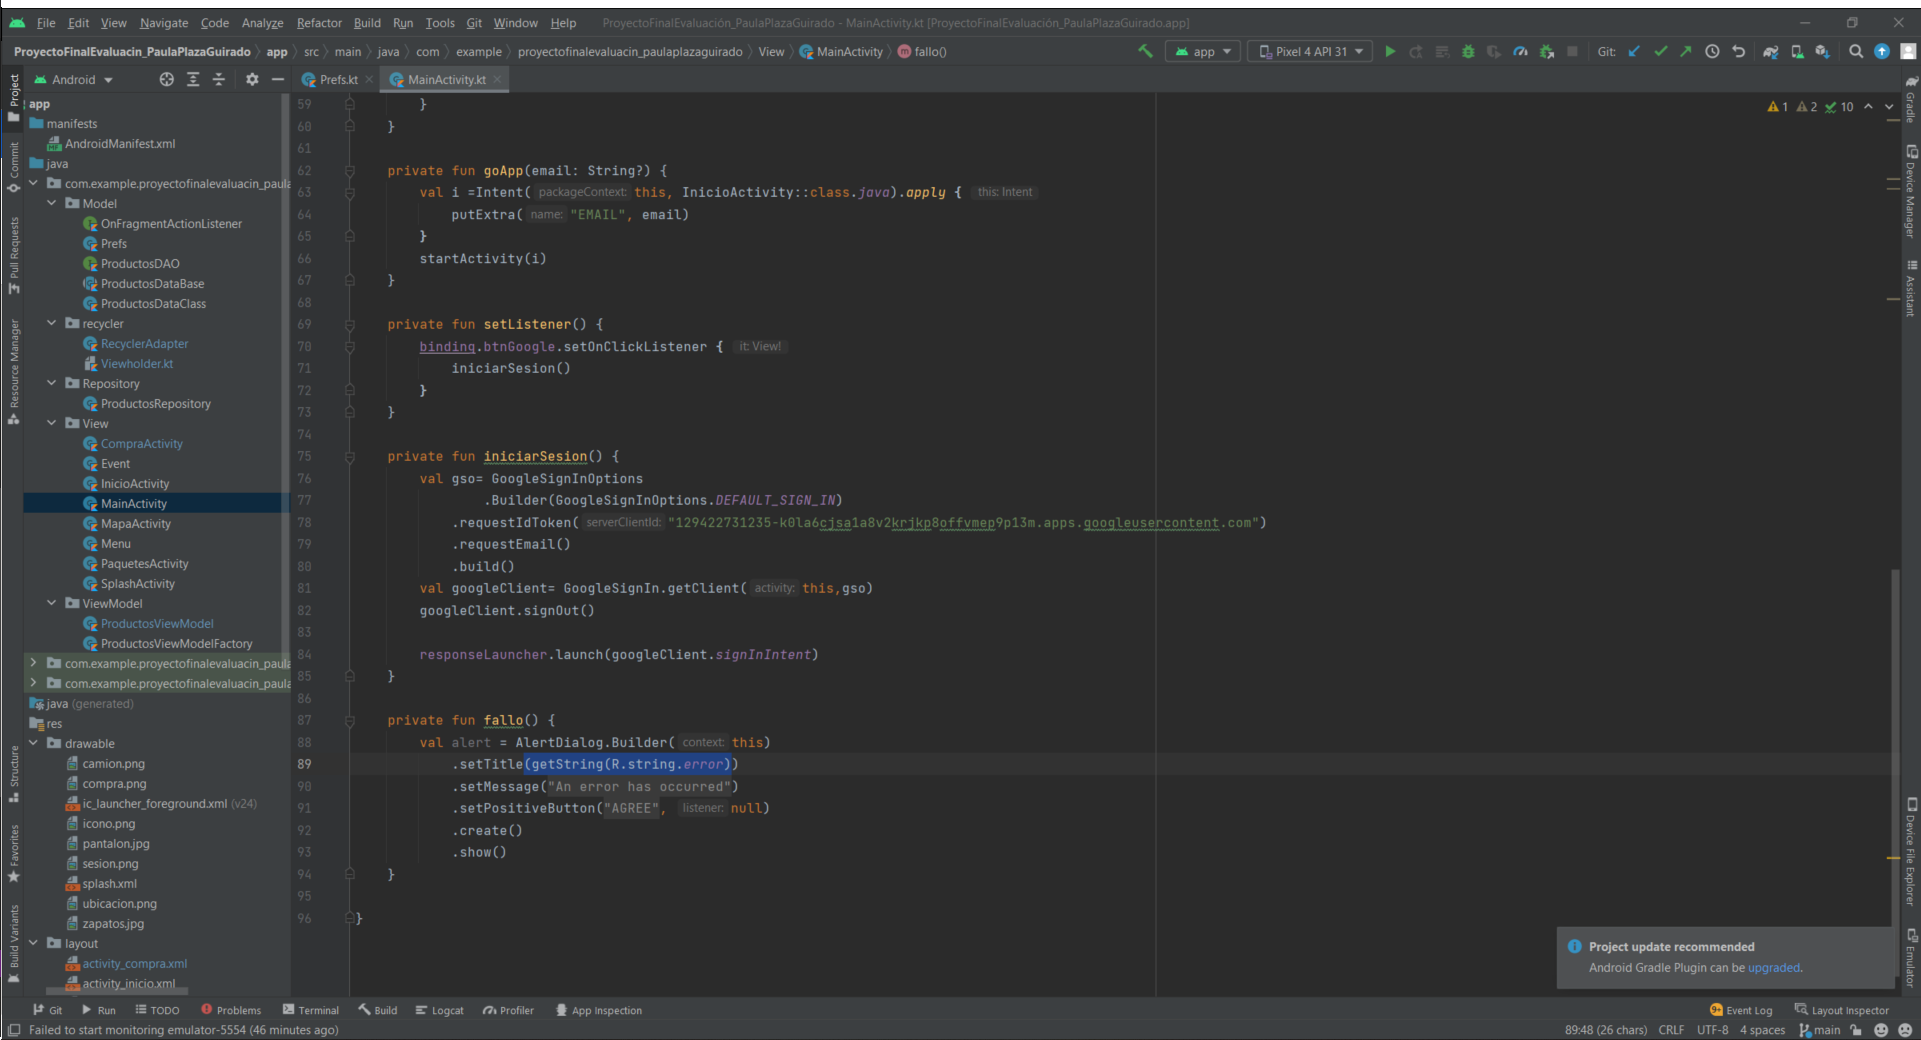 File Edit View Navigate Code Analyze Refactor Build Run Tools Git Window Help ProyectoFinalEvaluación_PaulaPlazaGuirado - MainActivity.kt [ProyectoFinalEvaluación_PaulaPlazaGuirado.app]
ProyectoFinalEvaluacin_PaulaPlazaGuirado app src main java com example proyectofinalevaluacin_paulaplazaguirado View MainActivity fallo() app Pixel 4 API 31 Git:
Android Prefs.kt MainActivity.kt
Project
Commit
Pull Requests
Resource Manager
Structure
Favorites
Build Variants
app
manifests
AndroidManifest.xml
java
com.example.proyectofinalevaluacin_paula
Model
OnFragmentActionListener
Prefs
ProductosDAO
ProductosDataBase
ProductosDataClass
recycler
RecyclerAdapter
Viewholder.kt
Repository
ProductosRepository
View
CompraActivity
Event
InicioActivity
MainActivity
MapaActivity
Menu
PaquetesActivity
SplashActivity
ViewModel
ProductosViewModel
ProductosViewModelFactory
com.example.proyectofinalevaluacin_paula
com.example.proyectofinalevaluacin_paula
java (generated)
res
drawable
camion.png
compra.png
ic_launcher_foreground.xml (v24)
icono.png
pantalon.jpg
sesion.png
splash.xml
ubicacion.png
zapatos.jpg
layout
activity_compra.xml
activity_inicio.xml
59 }
60 }
61
62 private fun goApp(email: String?) {
63 val i =Intent( packageContext: this, InicioActivity::class.java).apply { this: Intent
64 putExtra( name: "EMAIL", email)
65 }
66 startActivity(i)
67 }
68
69 private fun setListener() {
70 binding.btnGoogle.setOnClickListener { it: View!
71 iniciarSesion()
72 }
73 }
74
75 private fun iniciarSesion() {
76 val gso= GoogleSignInOptions
77 .Builder(GoogleSignInOptions.DEFAULT_SIGN_IN)
78 .requestIdToken( serverClientId: "129422731235-k0la6cjsa1a8v2krjkp8offvmep9p13m.apps.googleusercontent.com")
79 .requestEmail()
80 .build()
81 val googleClient= GoogleSignIn.getClient( activity: this,gso)
82 googleClient.signOut()
83
84 responseLauncher.launch(googleClient.signInIntent)
85 }
86
87 private fun fallo() {
88 val alert = AlertDialog.Builder( context: this)
89 .setTitle(getString(R.string.error))
90 .setMessage("An error has occurred")
91 .setPositiveButton("AGREE", listener: null)
92 .create()
93 .show()
94 }
95
96 }
1 2 10
Gradle
Device Manager
Assistant
Device File Explorer
Emulator
Project update recommended
Android Gradle Plugin can be upgraded.
Git Run TODO Problems Terminal Build Logcat Profiler App Inspection 9+ Event Log Layout Inspector
Failed to start monitoring emulator-5554 (46 minutes ago) 89:48 (26 chars) CRLF UTF-8 4 spaces main